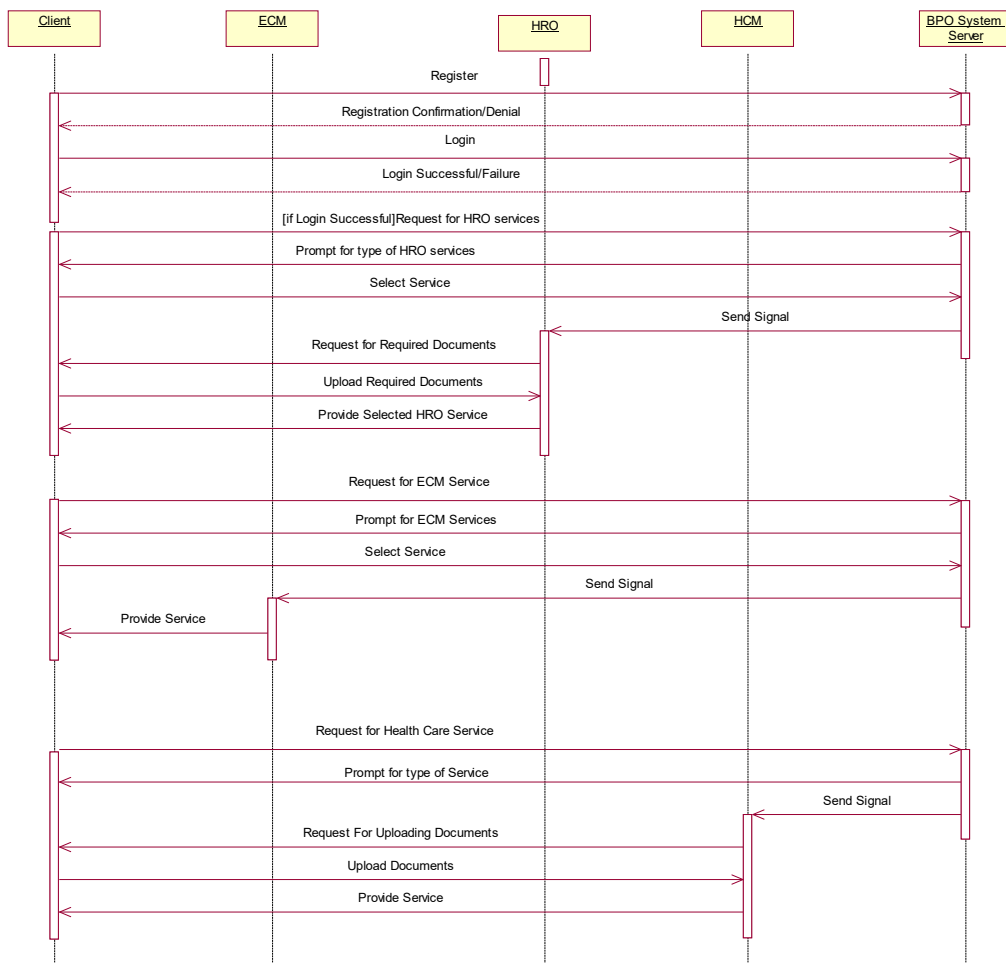 Client
ECM
HRO
HCM
BPO System
Server
Register
Registration Confirmation/Denial
Login
Login Successful/Failure
[if Login Successful]Request for HRO services
Prompt for type of HRO services
Select Service
Send Signal
Request for Required Documents
Upload Required Documents
Provide Selected HRO Service
Request for ECM Service
Prompt for ECM Services
Select Service
Send Signal
Provide Service
Request for Health Care Service
Prompt for type of Service
Send Signal
Request For Uploading Documents
Upload Documents
Provide Service